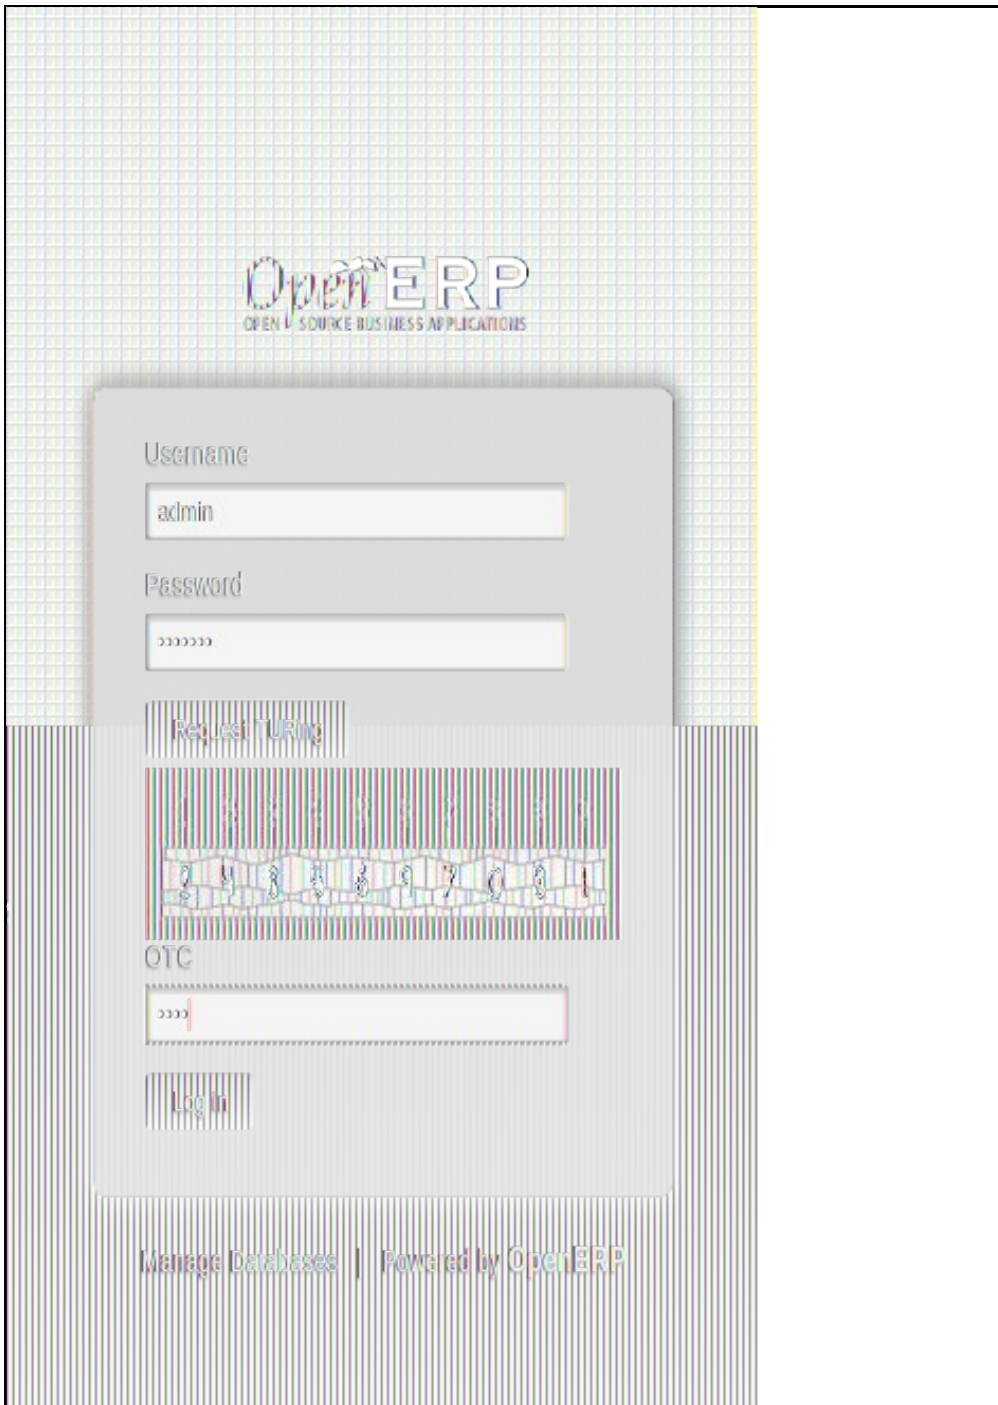 OpenERP
OPEN SOURCE BUSINESS APPLICATIONS
Username
admin
Password
Request TURing
OTC
Log in
Manage Databases | Powered by OpenERP